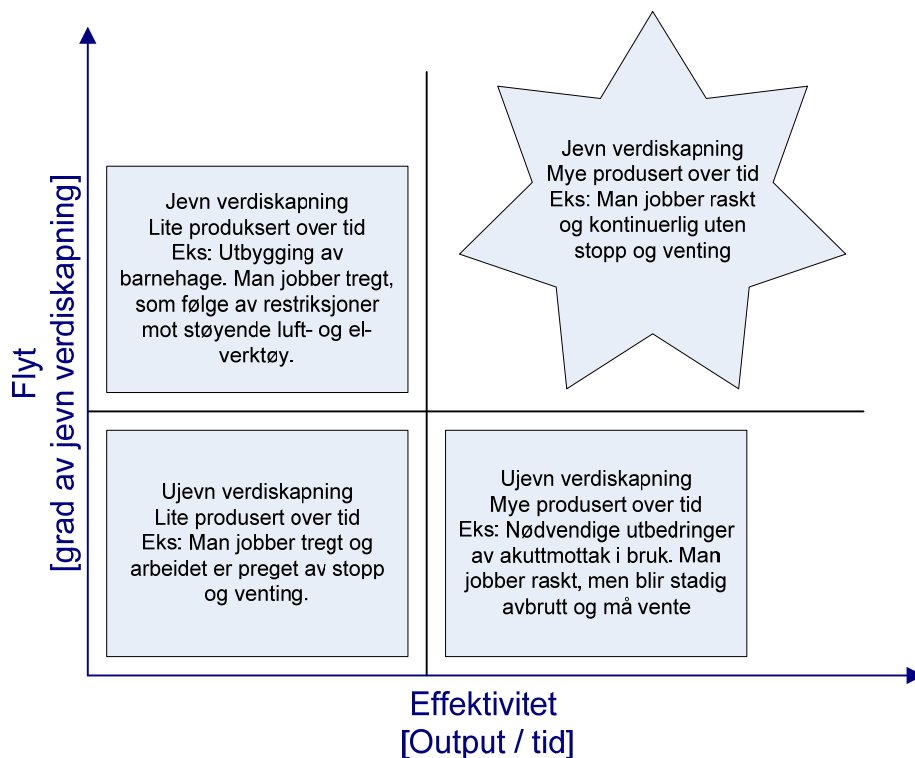 Flyt
[grad av jevn verdiskapning]
Jevn verdiskapning
Lite produksert over tid
Eks: Utbygging av
barnehage. Man jobber tregt,
som følge av restriksjoner
mot støyende luft- og el-
verktøy.
Jevn verdiskapning
Mye produsert over tid
Eks: Man jobber raskt
og kontinuerlig uten
stopp og venting
Ujevn verdiskapning
Lite produsert over tid
Eks: Man jobber tregt og
arbeidet er preget av stopp
og venting.
Ujevn verdiskapning
Mye produsert over tid
Eks: Nødvendige utbedringer
av akuttmottak i bruk. Man
jobber raskt, men blir stadig
avbrutt og må vente
Effektivitet
[Output / tid]